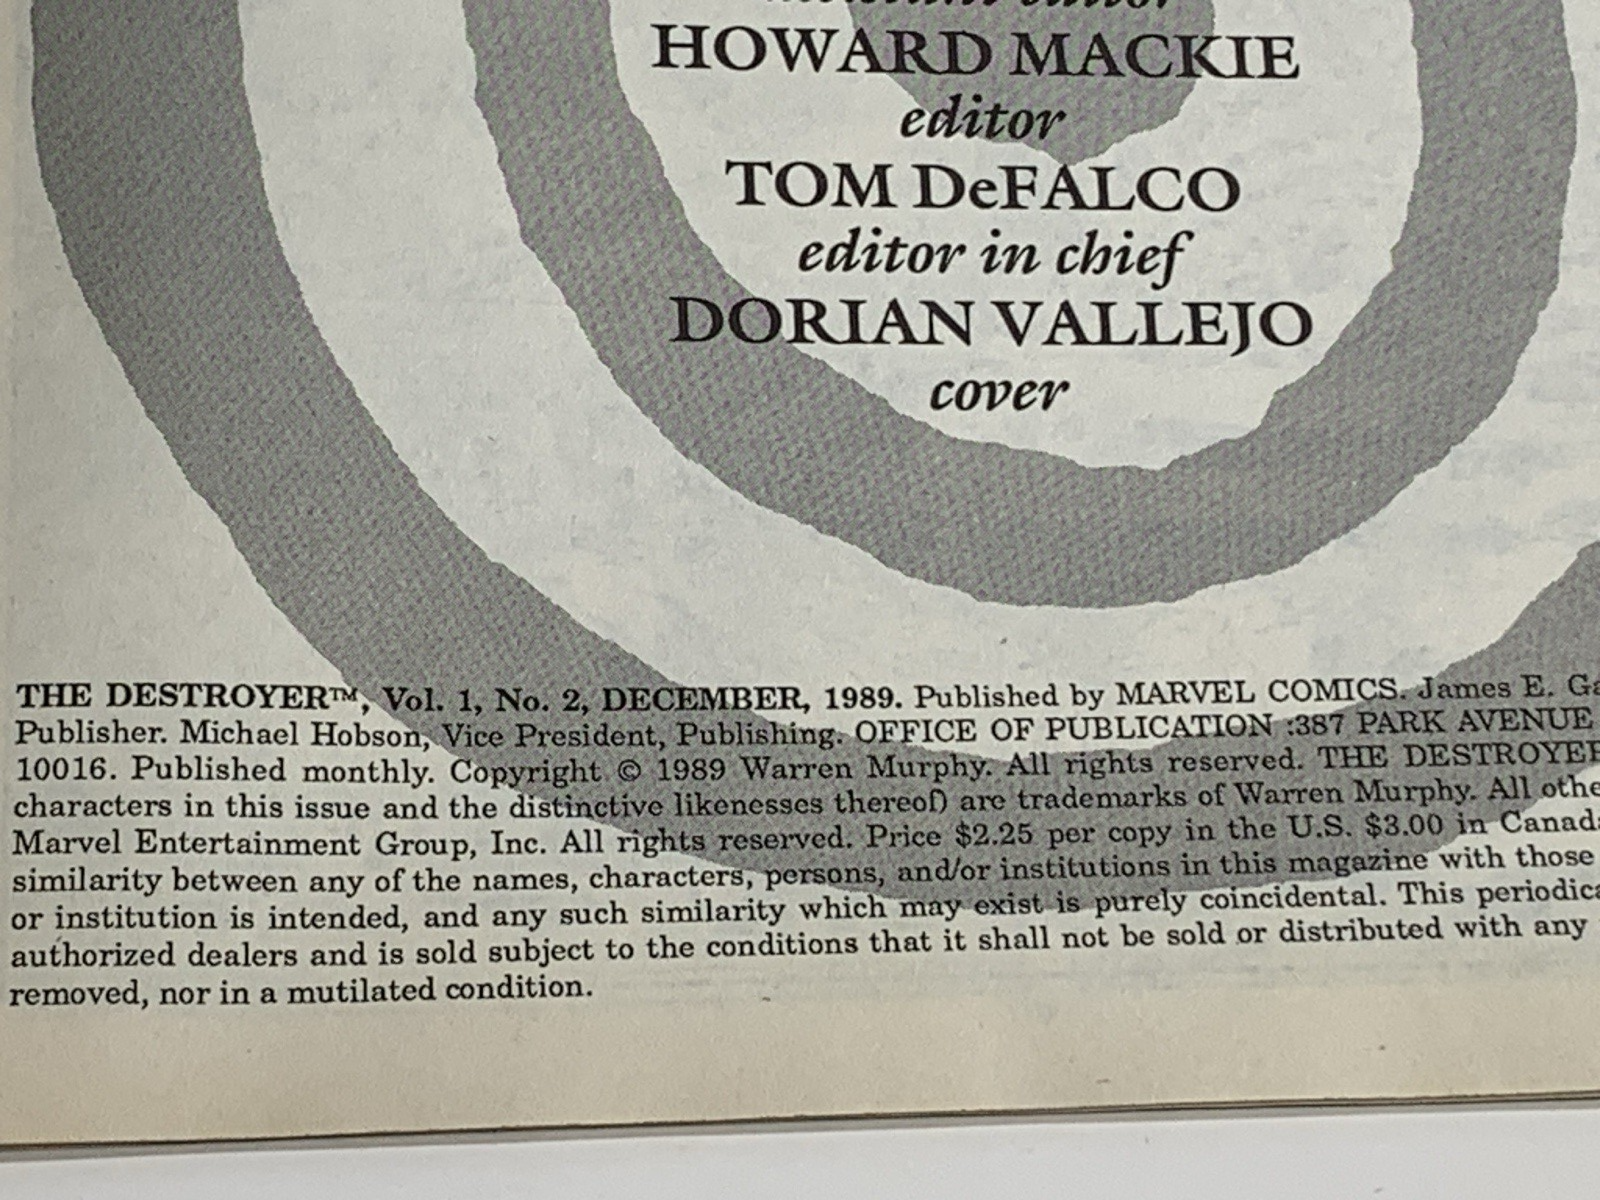 editor
HOWARD MACKIE
editor
TOM DeFALCO
editor in chief
DORIAN VALLEJO
cover
THE DESTROYER™, Vol. 1, No. 2, DECEMBER, 1989. Published by MARVEL COMICS. James E.
Publisher. Michael Hobson, Vice President, Publishing. OFFICE OF PUBLICATION :387 PARK AVENUE
10016. Published monthly. Copyright © 1989 Warren Murphy. All rights reserved. THE DESTROYER
characters in this issue and the distinctive likenesses thereof) are trademarks of Warren Murphy. All
Marvel Entertainment Group, Inc. All rights reserved. Price $2.25 per copy in the U.S. $3.00 in Canada
similarity between any of the names, characters, persons, and/or institutions in this magazine with those
or institution is intended, and any such similarity which may exist is purely coincidental. This
authorized dealers and is sold subject to the conditions that it shall not be sold or distributed with any
removed, nor in a mutilated condition.